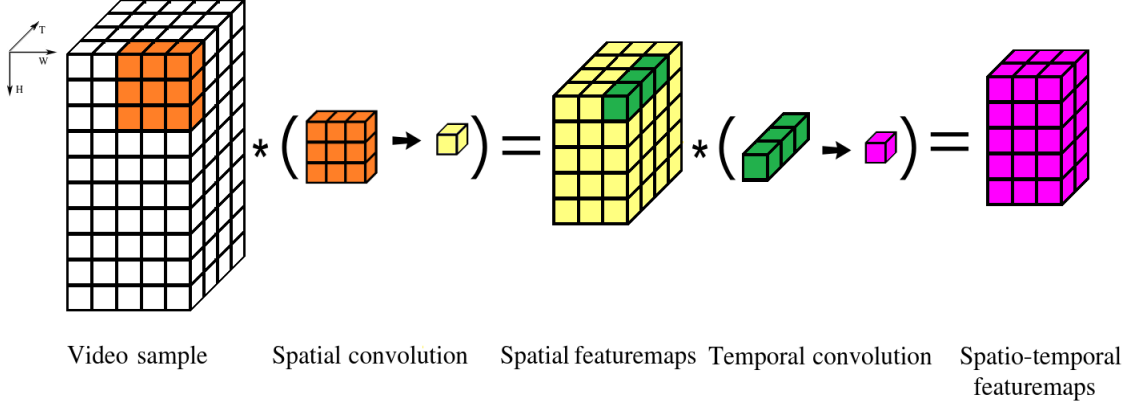 T
W
H
* ( ) = * ( ) =
Video sample
Spatial convolution
Spatial featuremaps
Temporal convolution
Spatio-temporal
featuremaps